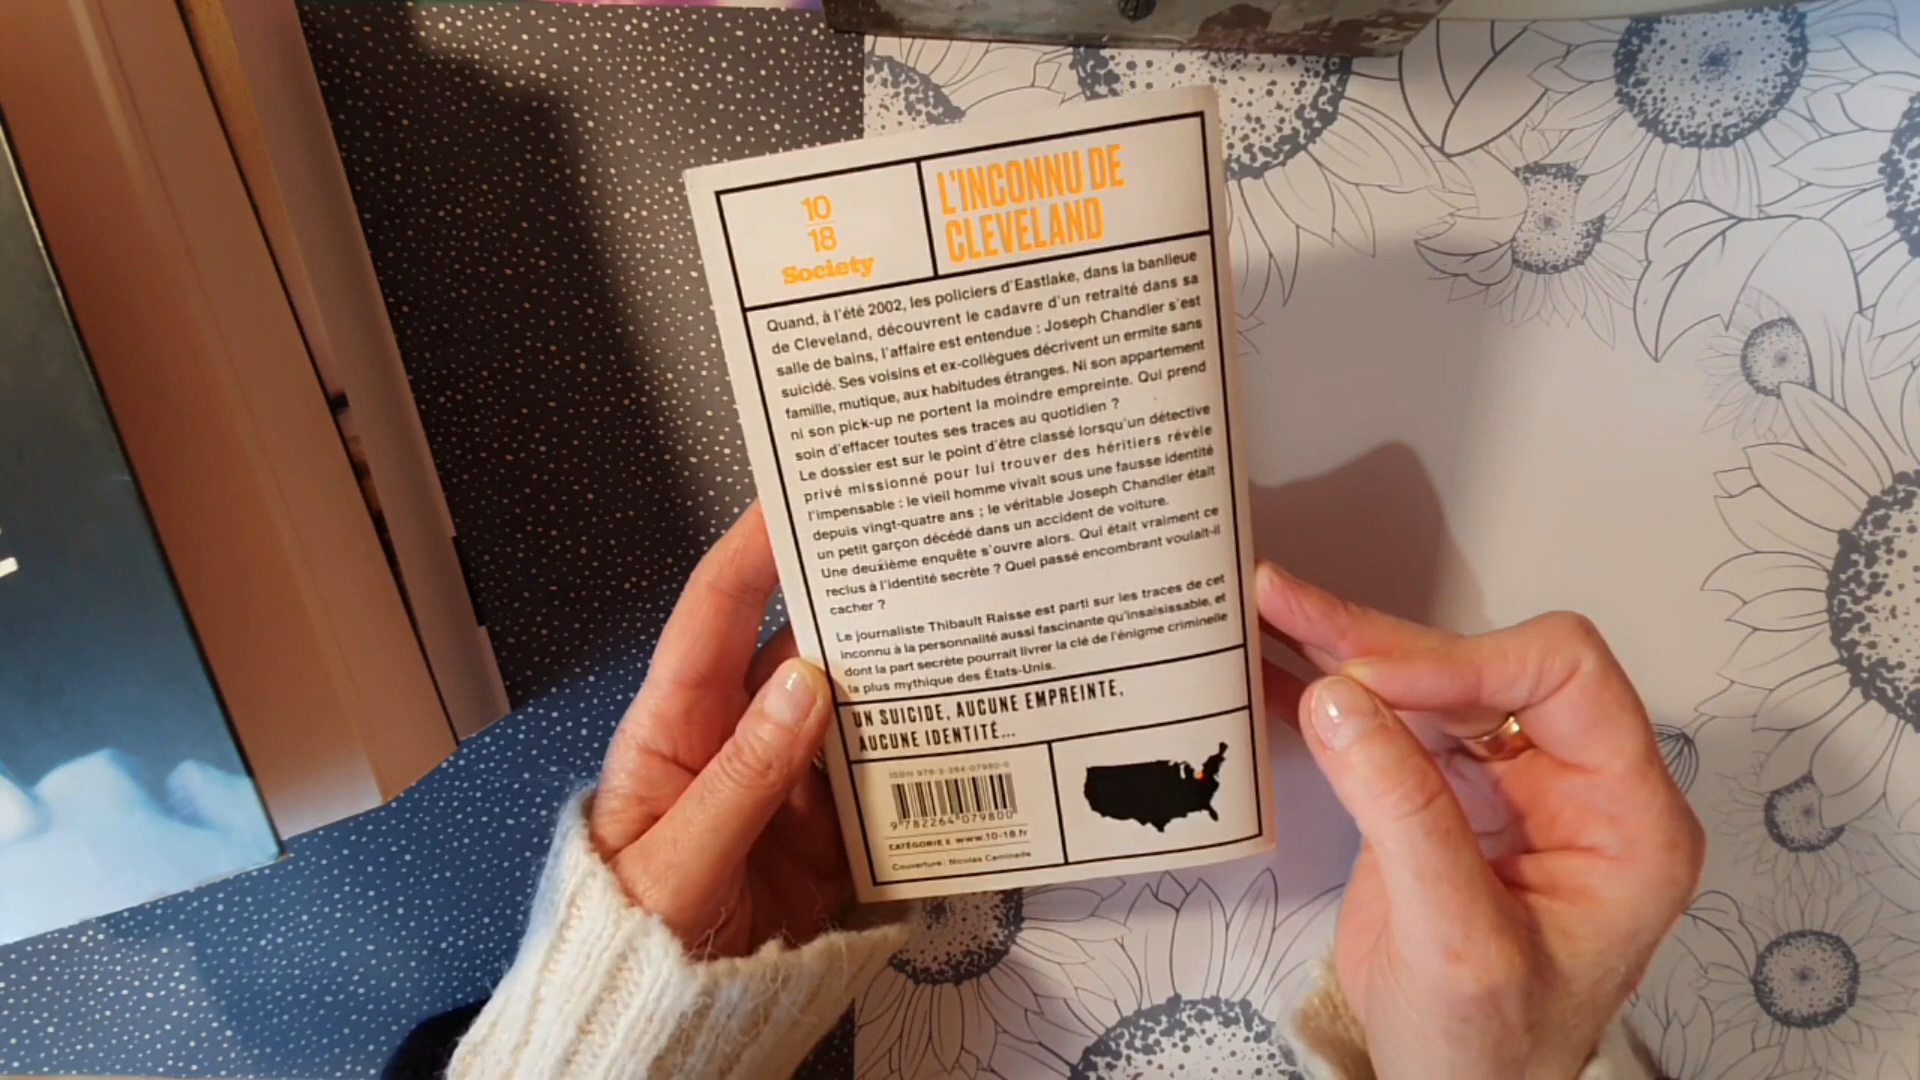 10
18
Society
L'INCONNU DE
CLEVELAND
Quand, à l'été 2002, les policiers d'Eastlake, dans la banlieue
de Cleveland, découvrent le cadavre d'un retraité dans sa
salle de bains, l'affaire est entendue : Joseph Chandler s'est
suicidé. Ses voisins et ex-collègues décrivent un ermite sans
famille, mutique, aux habitudes étranges. Ni son appartement
ni son pick-up ne portent la moindre empreinte. Qui prend
soin d'effacer toutes ses traces au quotidien ?
Le dossier est sur le point d'être classé lorsqu'un détective
privé missionné pour lui trouver des héritiers révèle
l'impensable : le vieil homme vivait sous une fausse identité
depuis vingt-quatre ans ; le véritable Joseph Chandler était
un petit garçon décédé dans un accident de voiture.
Une deuxième enquête s'ouvre alors. Qui était vraiment ce
reclus à l'identité secrète ? Quel passé encombrant voulait-il
cacher ?
Le journaliste Thibault Raisse est parti sur les traces de cet
inconnu à la personnalité aussi fascinante qu'insaisissable, et
dont la part secrète pourrait livrer la clé de l'énigme criminelle
la plus mythique des États-Unis.
UN SUICIDE, AUCUNE EMPREINTE,
AUCUNE IDENTITÉ...
ISBN 978-2-264-07980-0
9 782264 079800
CATÉGORIE www.10-18.fr
Couverture : Nicolas Caminade